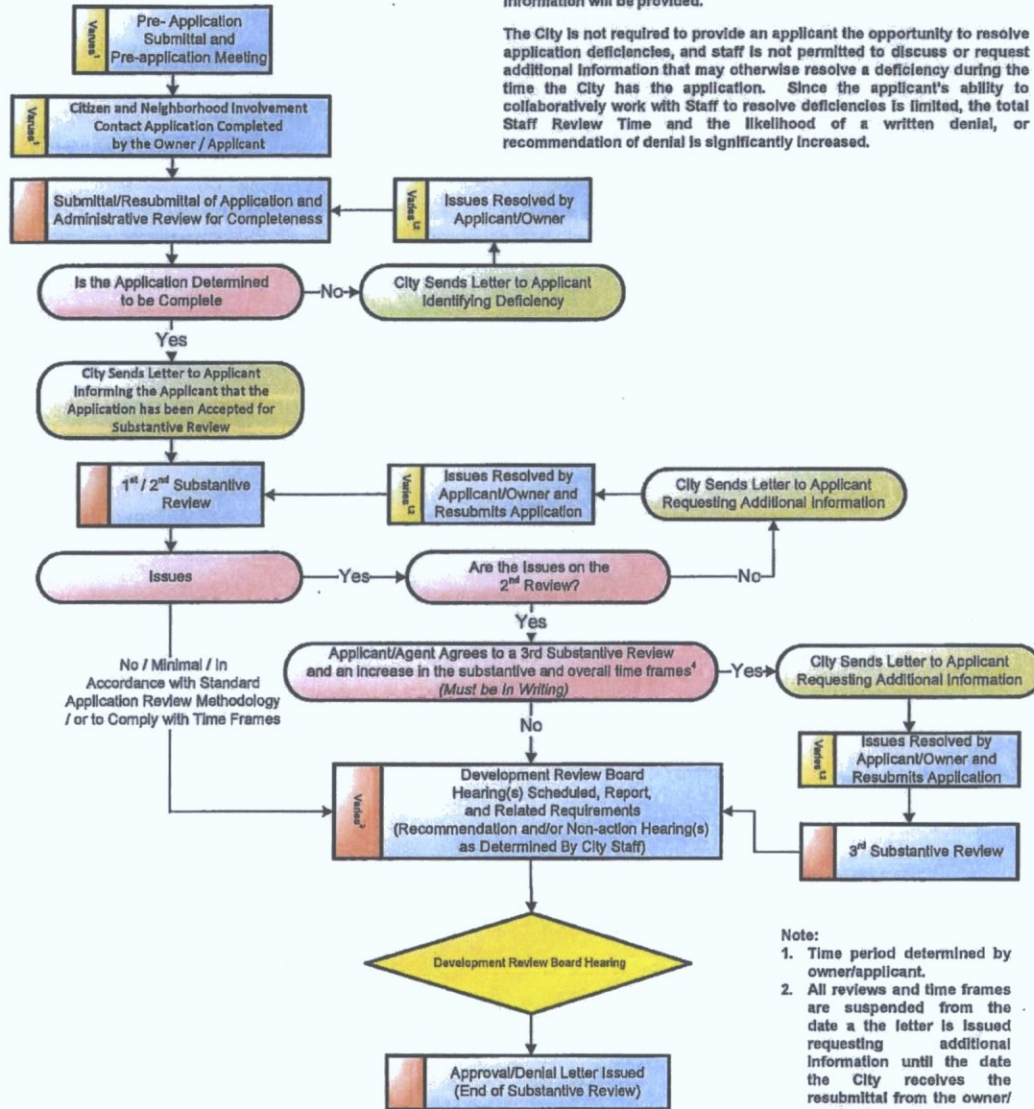 Information will be provided.
The City is not required to provide an applicant the opportunity to resolve
application deficiencies, and staff is not permitted to discuss or request
additional information that may otherwise resolve a deficiency during the
time the City has the application. Since the applicant's ability to
collaboratively work with Staff to resolve deficiencies is limited, the total
Staff Review Time and the likelihood of a written denial, or
recommendation of denial is significantly increased.
Varues¹
Pre- Application
Submittal and
Pre-application Meeting
Varues¹
Citizen and Neighborhood Involvement
Contact Application Completed
by the Owner / Applicant
Submittal/Resubmittal of Application and
Administrative Review for Completeness
Varies¹,²
Issues Resolved by
Applicant/Owner
Is the Application Determined
to be Complete
No
City Sends Letter to Applicant
Identifying Deficiency
Yes
City Sends Letter to Applicant
Informing the Applicant that the
Application has been Accepted for
Substantive Review
1st / 2nd Substantive
Review
Varies¹,²
Issues Resolved by
Applicant/Owner and
Resubmits Application
City Sends Letter to Applicant
Requesting Additional Information
Issues
Yes
Are the Issues on the
2nd Review?
No
Yes
No / Minimal / In
Accordance with Standard
Application Review Methodology
/ or to Comply with Time Frames
Applicant/Agent Agrees to a 3rd Substantive Review
and an increase in the substantive and overall time frames⁴
(Must be in Writing)
Yes
City Sends Letter to Applicant
Requesting Additional Information
No
Varies¹,²
Issues Resolved by
Applicant/Owner and
Resubmits Application
Varies³
Development Review Board
Hearing(s) Scheduled, Report,
and Related Requirements
(Recommendation and/or Non-action Hearing(s)
as Determined By City Staff)
3rd Substantive Review
Development Review Board Hearing
Approval/Denial Letter Issued
(End of Substantive Review)
Note:
1. Time period determined by
owner/applicant.
2. All reviews and time frames
are suspended from the
date a the letter is issued
requesting additional
information until the date
the City receives the
resubmittal from the owner/